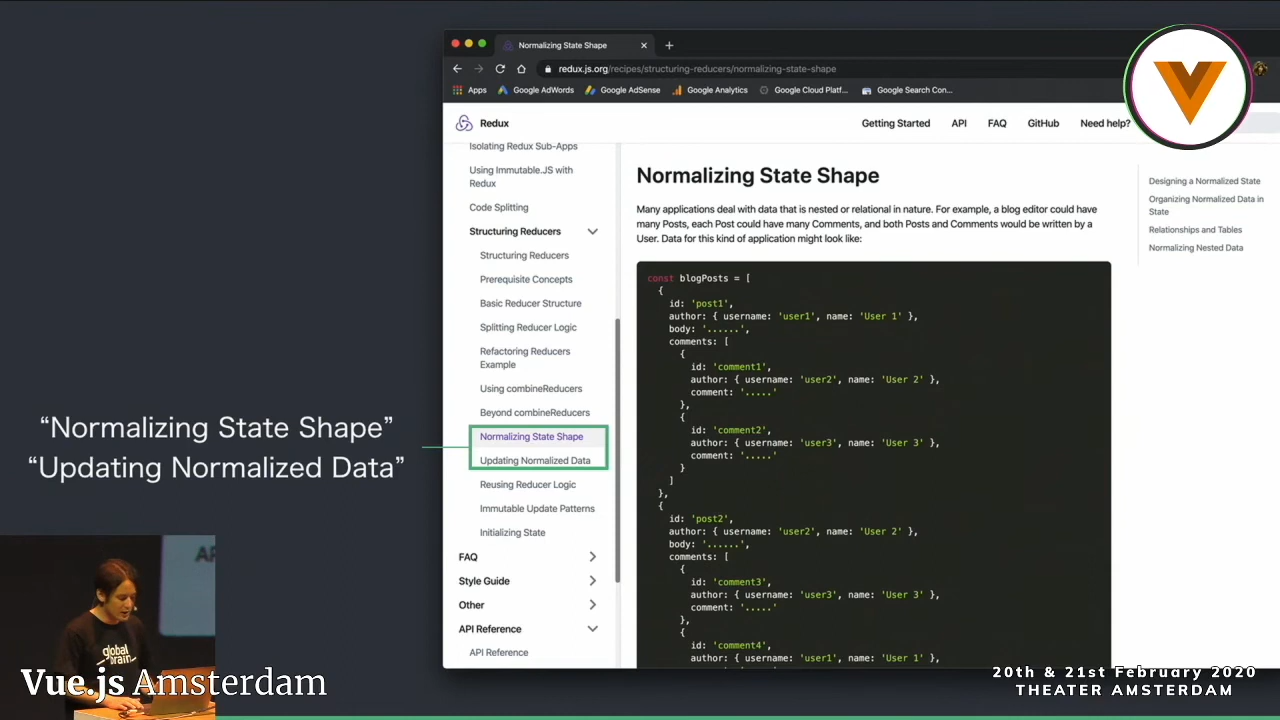 Normalizing State Shape
redux.js.org/recipes/structuring-reducers/normalizing-state-shape
Apps
Google AdWords
Google AdSense
Google Analytics
Google Cloud Platf...
Google Search Con...
Redux
Getting Started
API
FAQ
GitHub
Need help?
Isolating Redux Sub-Apps
Using Immutable.JS with
Redux
Code Splitting
Structuring Reducers
Structuring Reducers
Prerequisite Concepts
Basic Reducer Structure
Splitting Reducer Logic
Refactoring Reducers
Example
Using combineReducers
Beyond combineReducers
Normalizing State Shape
Updating Normalized Data
Reusing Reducer Logic
Immutable Update Patterns
Initializing State
FAQ
Style Guide
Other
API Reference
API Reference
Normalizing State Shape
Many applications deal with data that is nested or relational in nature. For example, a blog editor could have
many Posts, each Post could have many Comments, and both Posts and Comments would be written by a
User. Data for this kind of application might look like:
const blogPosts = [
{
id: 'post1',
author: { username: 'user1', name: 'User 1' },
body: '......',
comments: [
{
id: 'comment1',
author: { username: 'user2', name: 'User 2' },
comment: '.....'
},
{
id: 'comment2',
author: { username: 'user3', name: 'User 3' },
comment: '.....'
}
]
},
{
id: 'post2',
author: { username: 'user2', name: 'User 2' },
body: '......',
comments: [
{
id: 'comment3',
author: { username: 'user3', name: 'User 3' },
comment: '.....'
},
{
id: 'comment4',
author: { username: 'user1', name: 'User 1' },
Designing a Normalized State
Organizing Normalized Data in
State
Relationships and Tables
Normalizing Nested Data
“Normalizing State Shape”
“Updating Normalized Data”
global
brain
Vue.js Amsterdam
20th & 21st February 2020
THEATER AMSTERDAM